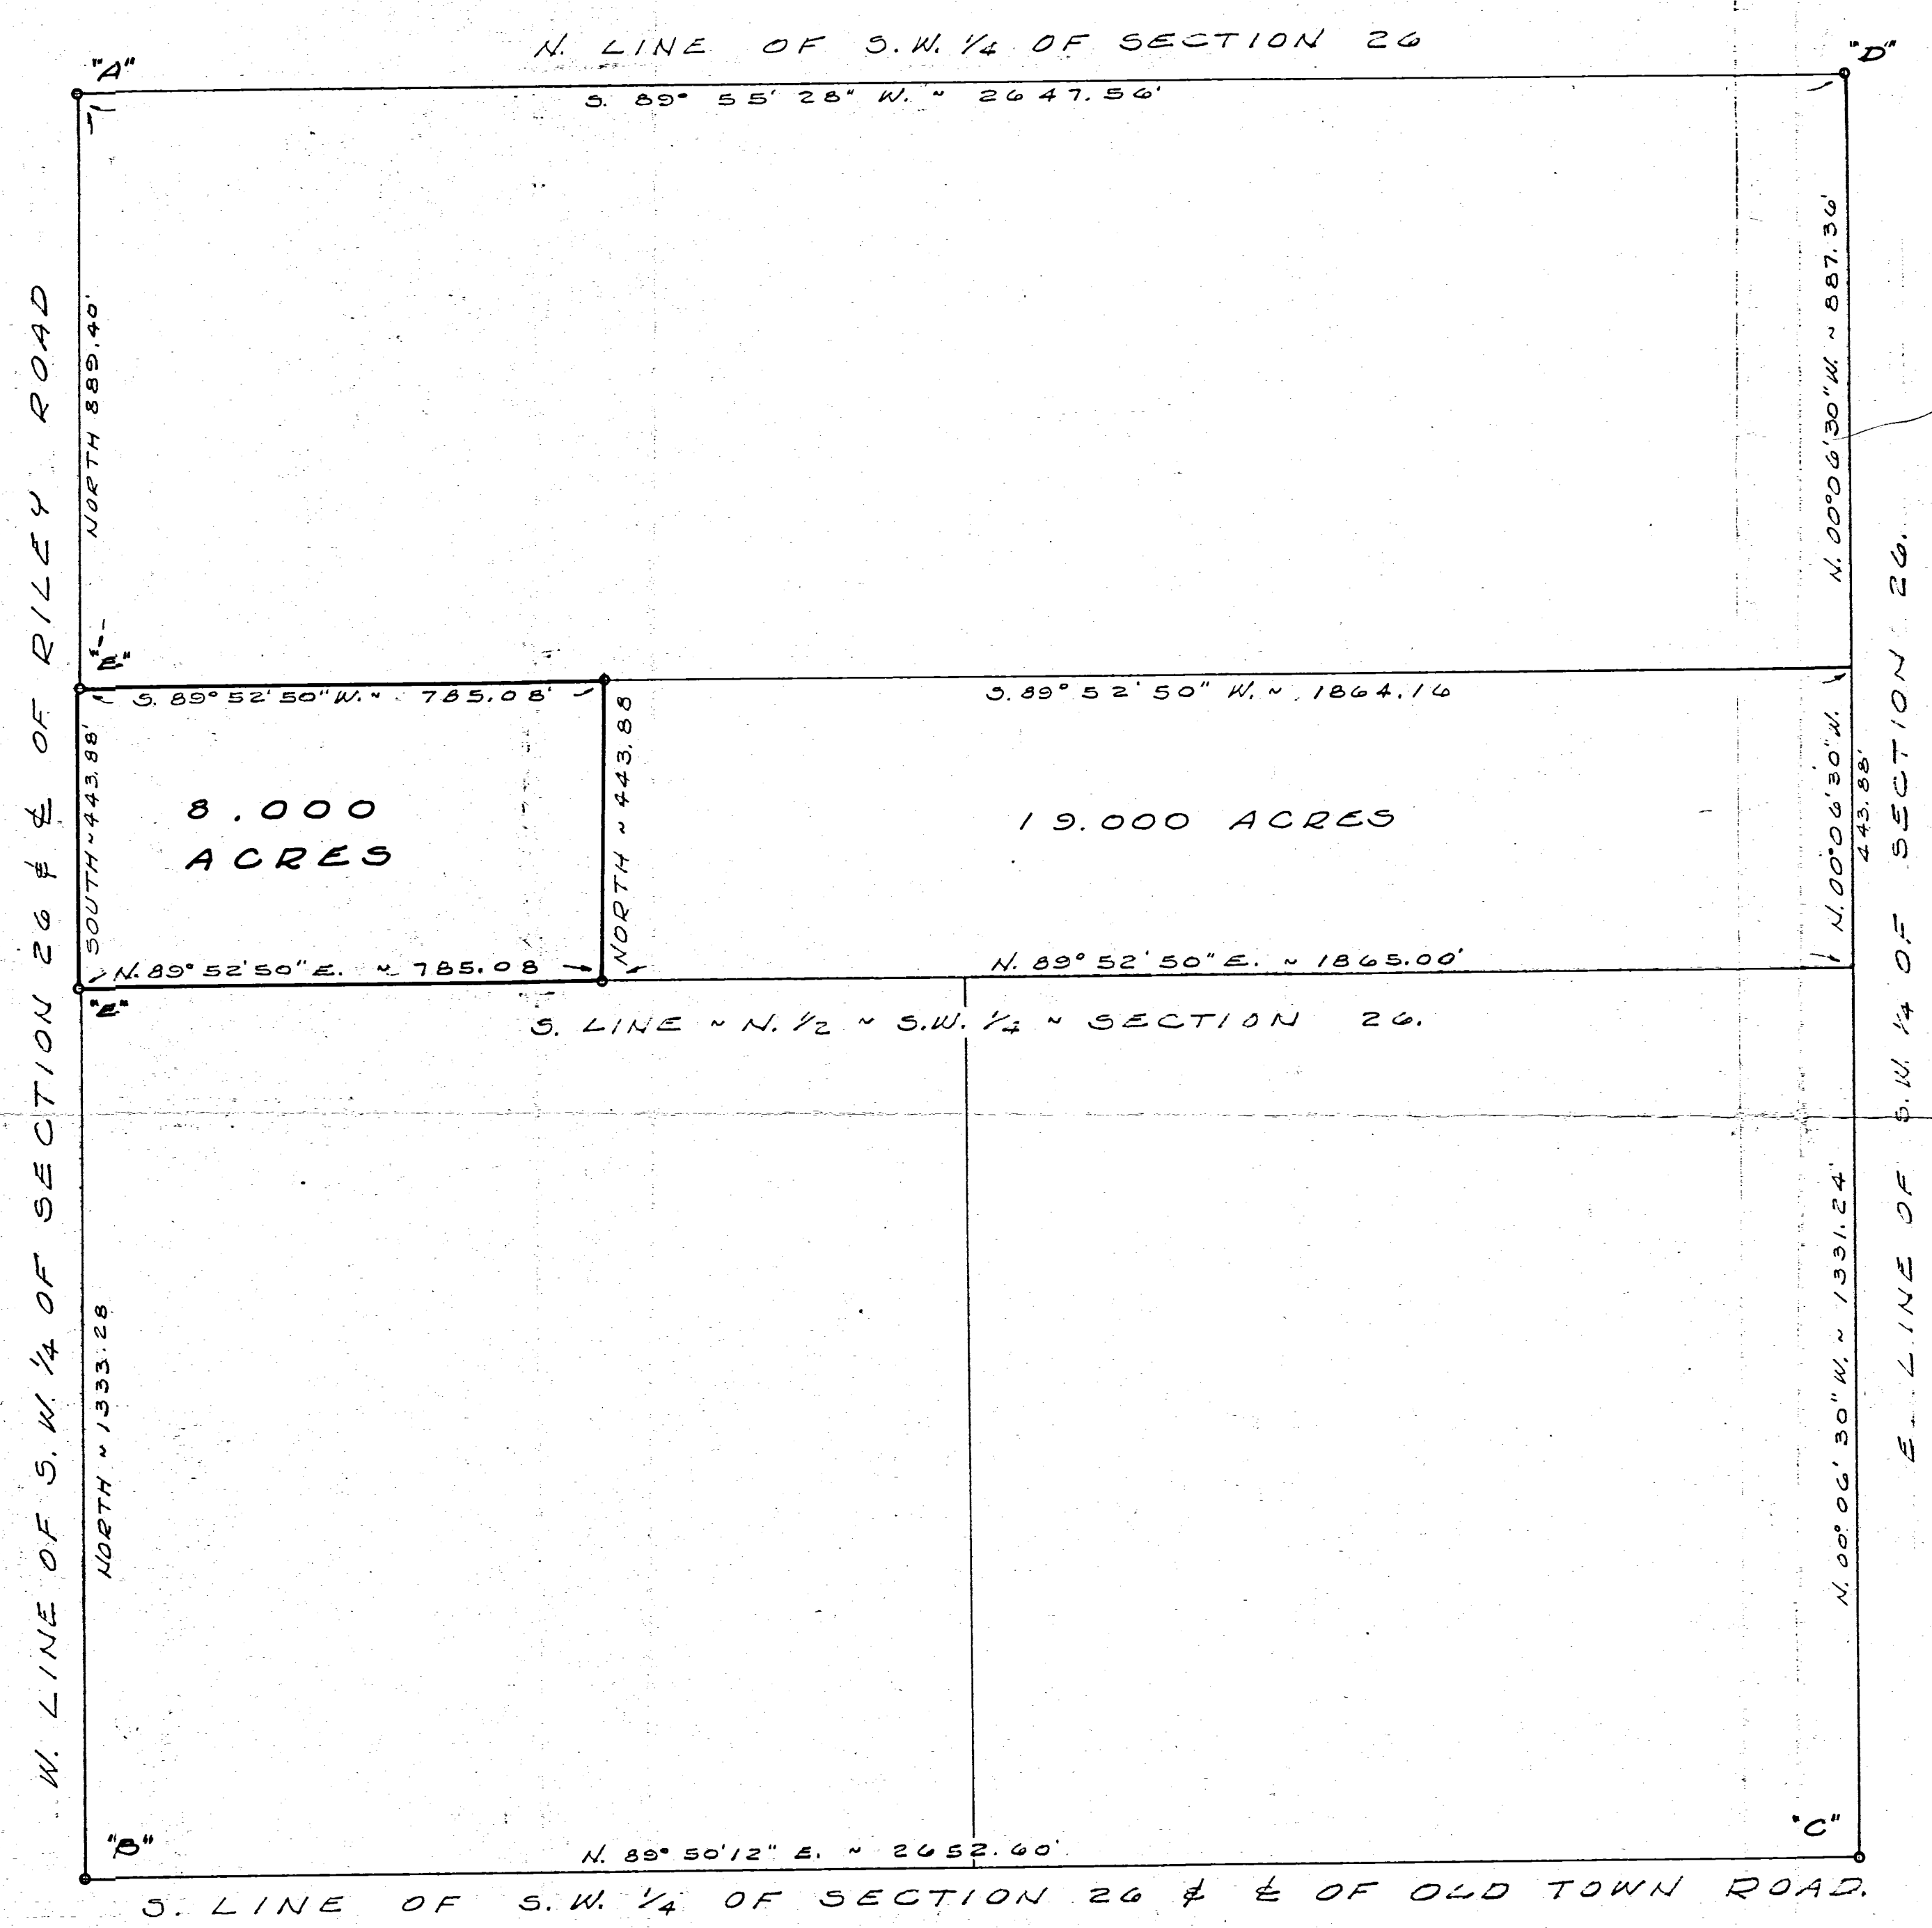 N. LINE OF S.W. 1/4 OF SECTION 26
"A"
"D"
S. 89° 55' 28" W. ~ 2647.56'
W. LINE OF S.W. 1/4 OF SECTION 26 & ℄ OF RILEY ROAD
NORTH 889.40'
N. 00°06'30" W. ~ 887.36'
E. LINE OF S.W. 1/4 OF SECTION 26.
"E"
S. 89° 52' 50" W. ~ 785.08'
S. 89° 52' 50" W. ~ 1864.16
SOUTH ~ 443.88'
8.000
ACRES
NORTH ~ 443.88
19.000 ACRES
N. 00°06'30" W.
443.88'
N. 89° 52' 50" E. ~ 785.08
N. 89° 52' 50" E. ~ 1865.00'
"E"
S. LINE ~ N. 1/2 ~ S.W. 1/4 ~ SECTION 26.
NORTH ~ 1333.28
N. 00° 06' 30" W. ~ 1331.24'
"B"
"C"
N. 89° 50' 12" E. ~ 2652.60'
S. LINE OF S.W. 1/4 OF SECTION 26 & ℄ OF OLD TOWN ROAD.